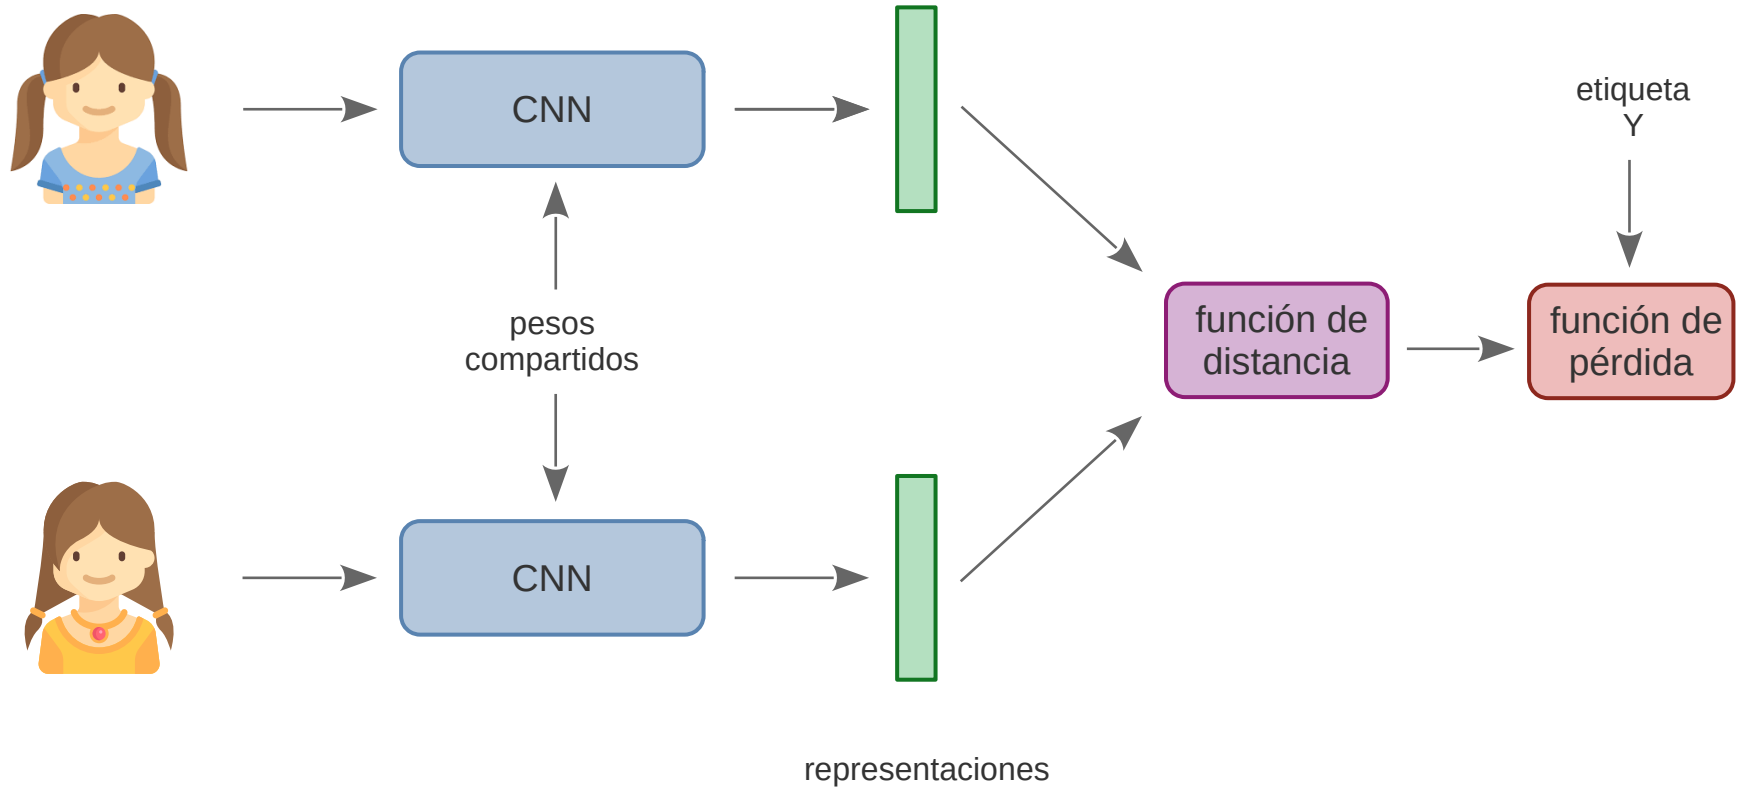 CNN
etiqueta
Y
pesos
compartidos
función de
distancia
función de
pérdida
CNN
representaciones